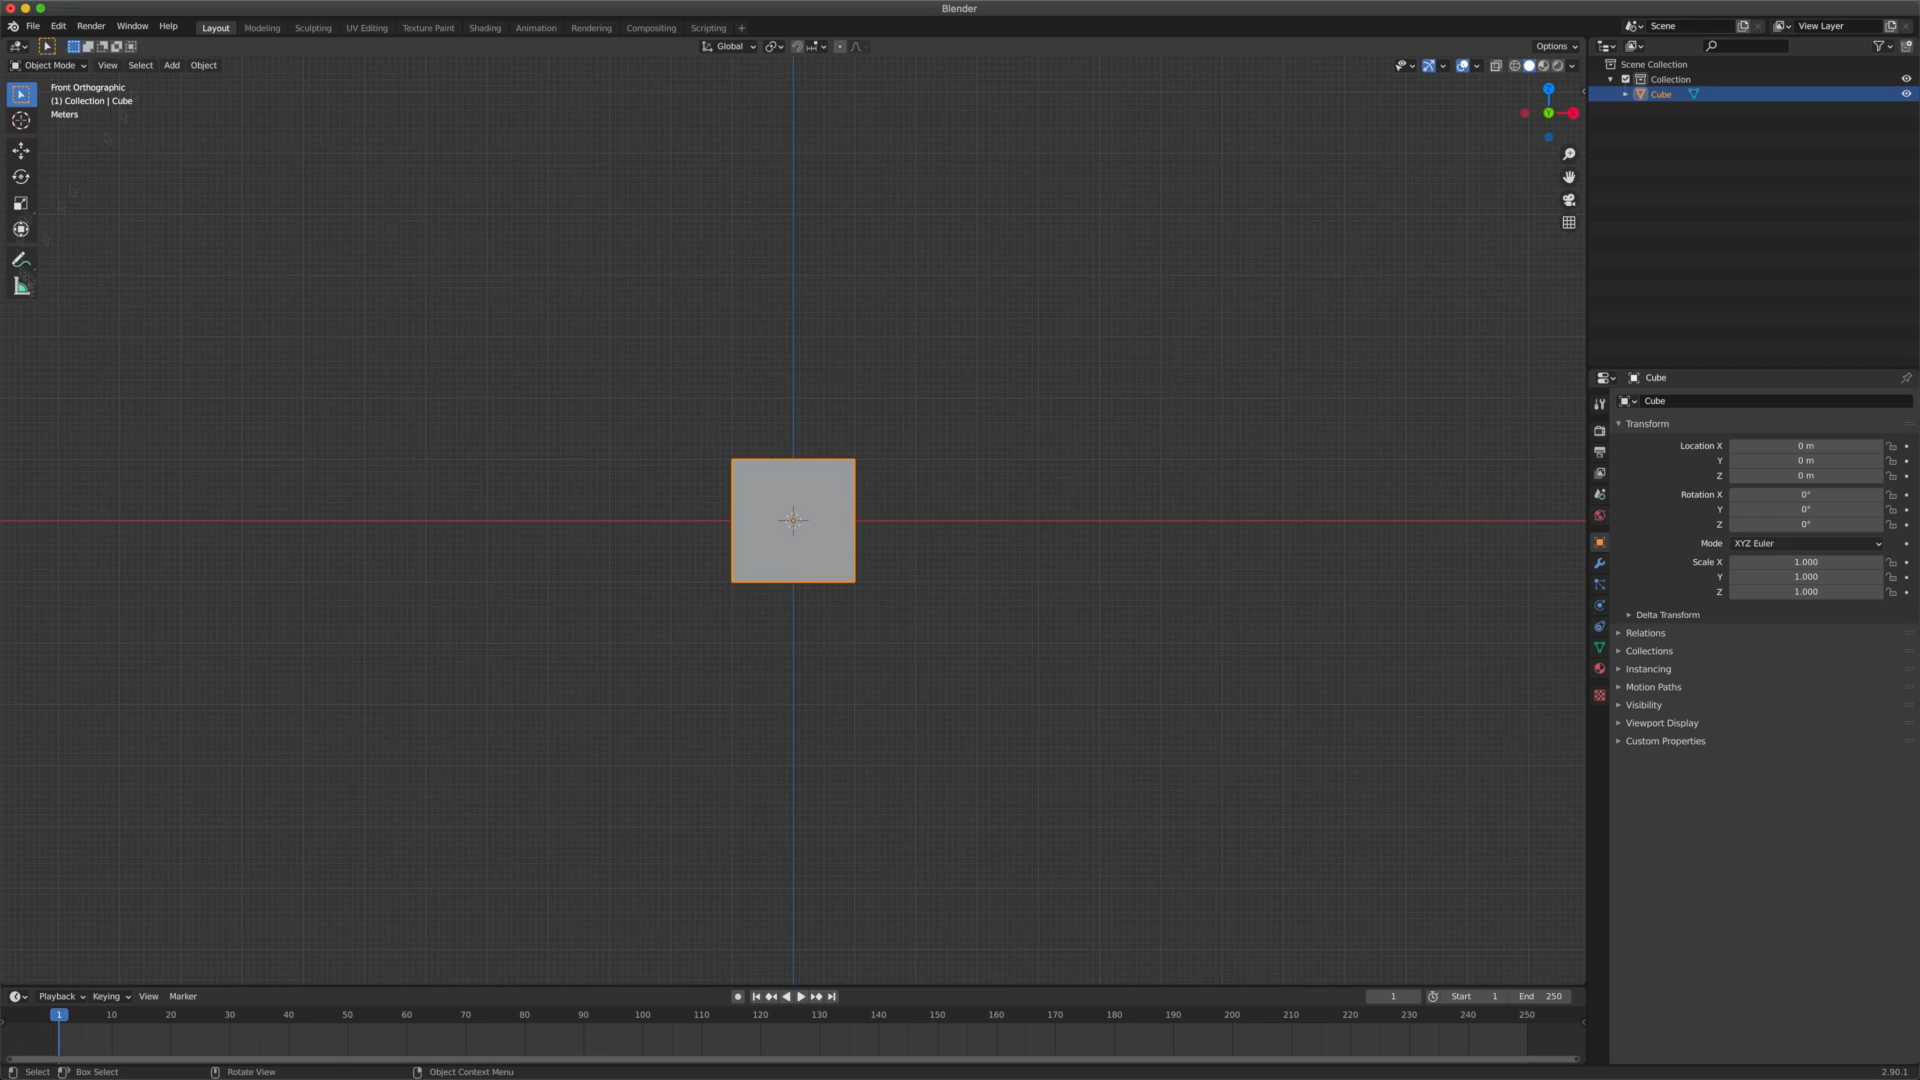 Blender
File Edit Render Window Help
Layout Modeling Sculpting UV Editing Texture Paint Shading Animation Rendering Compositing Scripting +
Scene
View Layer
Global
Options
Object Mode View Select Add Object
Front Orthographic
(1) Collection | Cube
Meters
Z
Y
X
Scene Collection
Collection
Cube
Cube
Cube
Transform
Location X 0 m
Y 0 m
Z 0 m
Rotation X 0°
Y 0°
Z 0°
Mode XYZ Euler
Scale X 1.000
Y 1.000
Z 1.000
Delta Transform
Relations
Collections
Instancing
Motion Paths
Visibility
Viewport Display
Custom Properties
Playback Keying View Marker
1 Start 1 End 250
1 10 20 30 40 50 60 70 80 90 100 110 120 130 140 150 160 170 180 190 200 210 220 230 240 250
Select Box Select Rotate View Object Context Menu 2.90.1